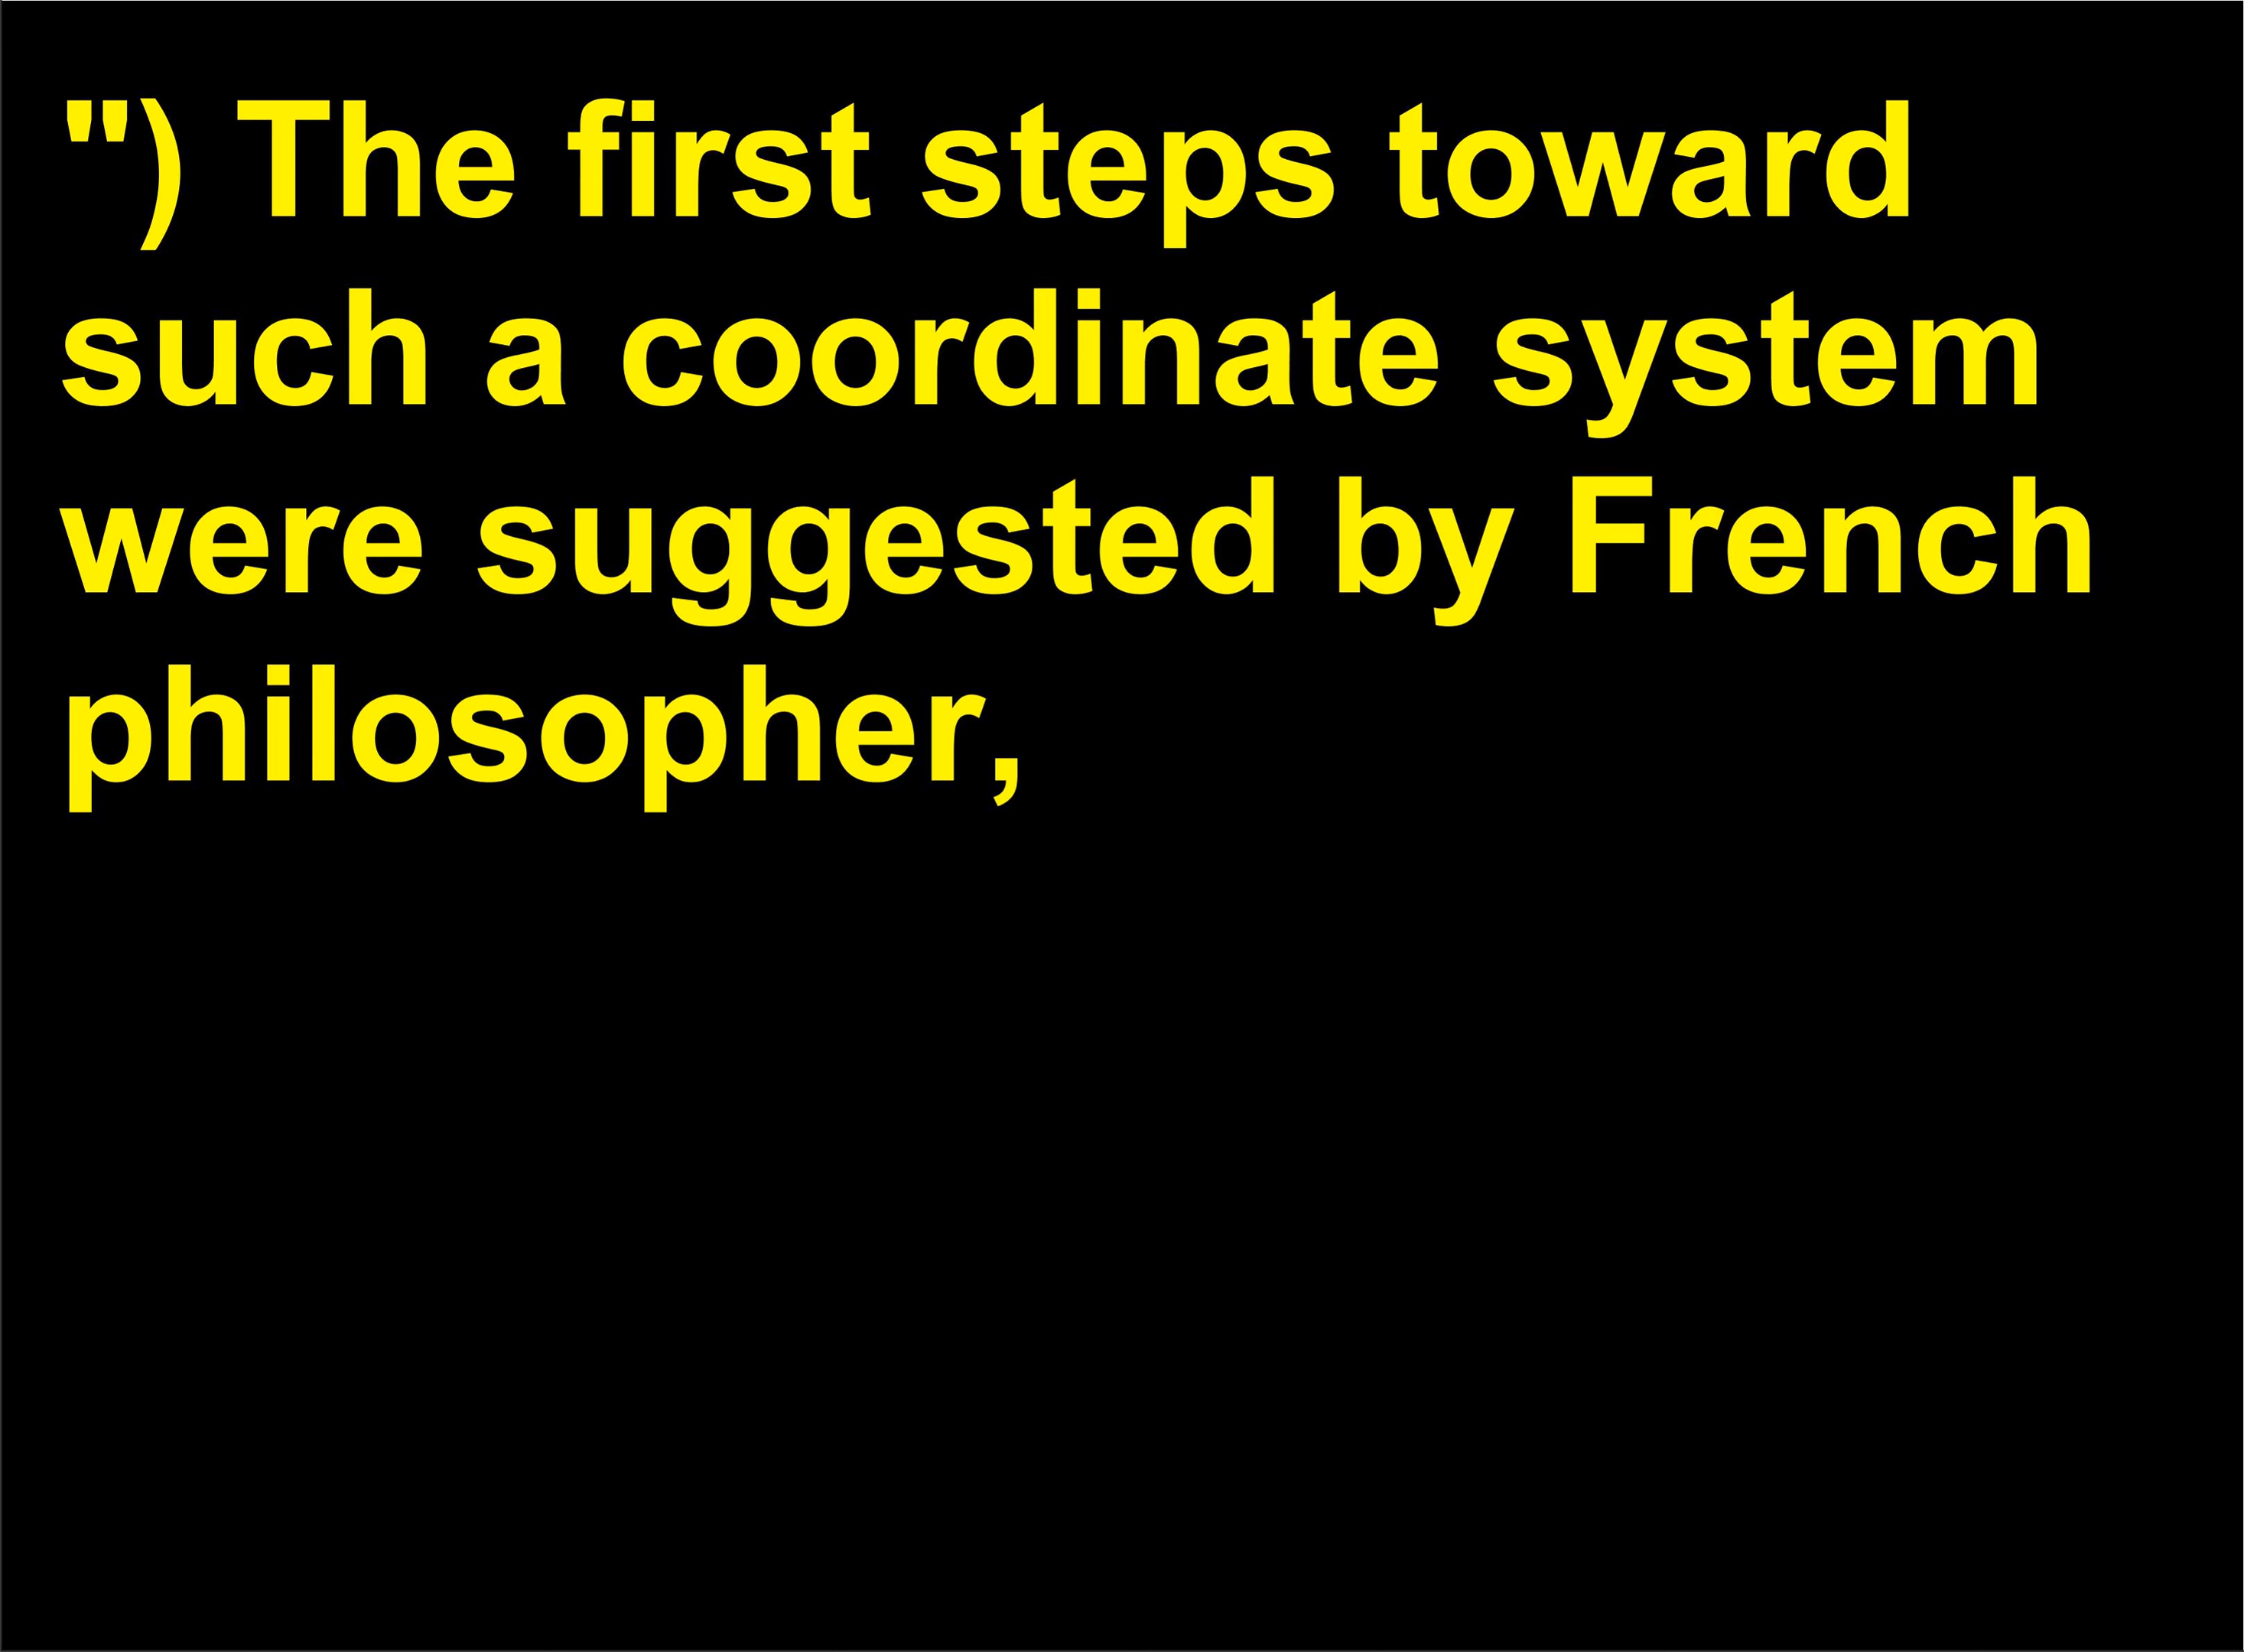 ") The first steps toward
such a coordinate system
were suggested by French
philosopher,